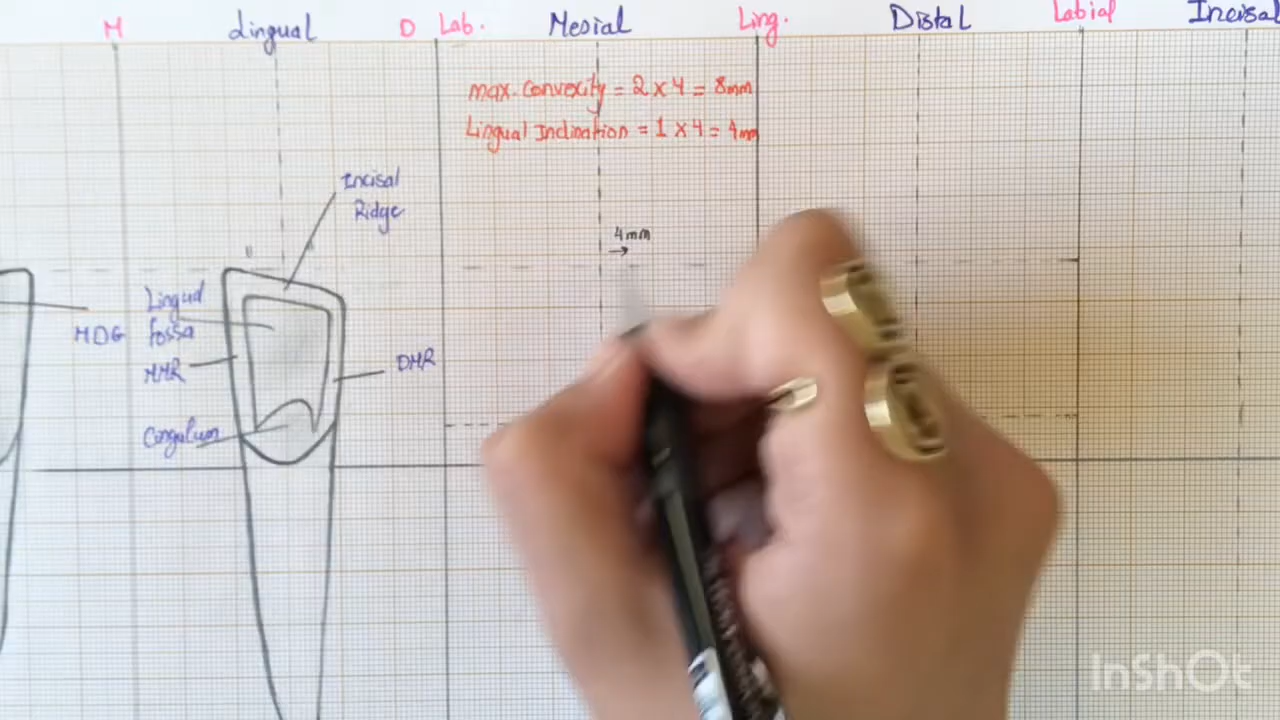 M Lingual D Lab. Mesial Ling. Distal Labial Incisal
max. Convexity = 2 x 4 = 8mm
Lingual Inclination = 1 x 4 = 4mm
Incisal
Ridge
4mm
Lingual
fossa
MDG
MMR
DMR
Cingulum
InShOt